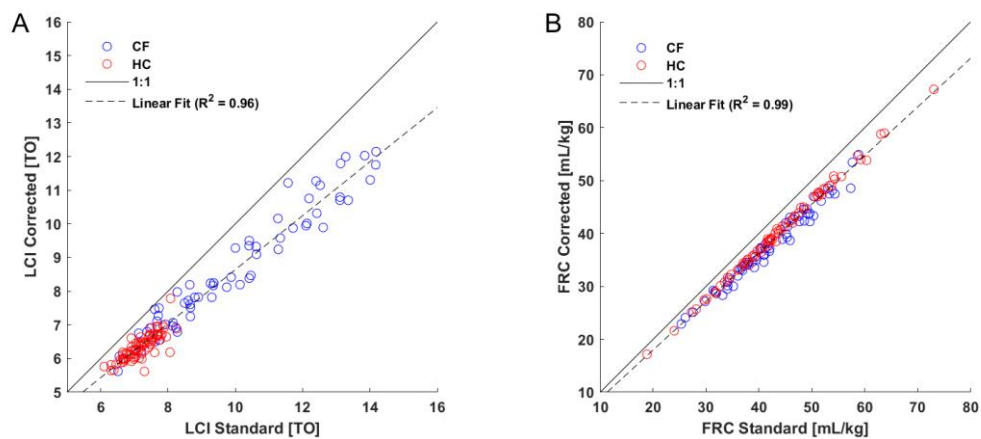 A
16
15
14
13
12
11
10
9
8
7
6
5
LCI Corrected [TO]
CF
HC
1:1
Linear Fit (R² = 0.96)
6 8 10 12 14 16
LCI Standard [TO]
B
80
70
60
50
40
30
20
10
FRC Corrected [mL/kg]
CF
HC
1:1
Linear Fit (R² = 0.99)
10 20 30 40 50 60 70 80
FRC Standard [mL/kg]